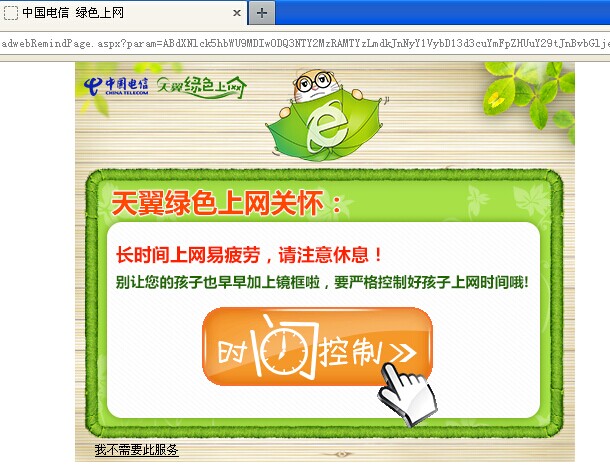 中国电信 绿色上网
中国电信
CHINA TELECOM
天翼绿色上网
天翼绿色上网关怀：
长时间上网易疲劳，请注意休息！
别让您的孩子也早早加上镜框啦，要严格控制好孩子上网时间哦!
时间控制
我不需要此服务